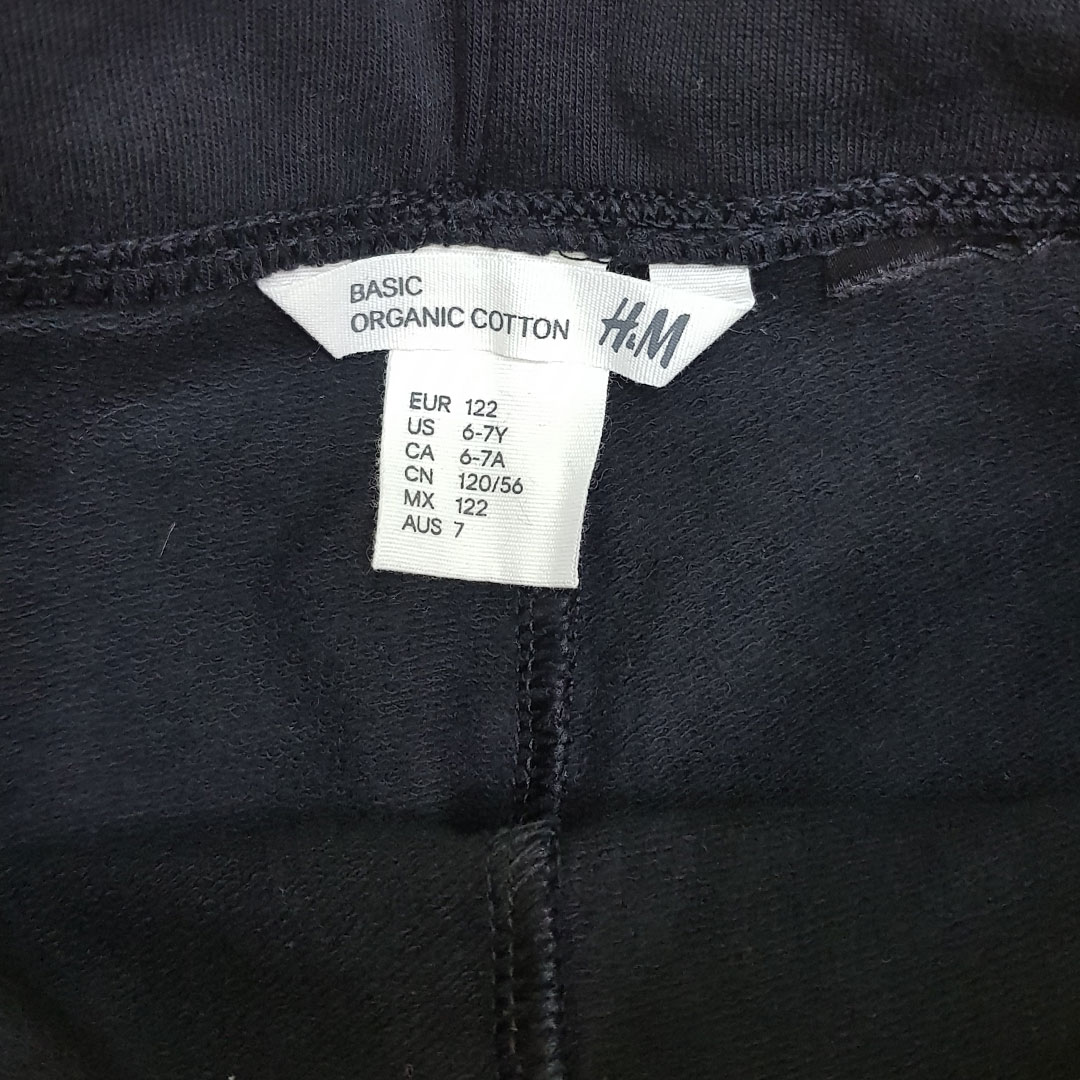 BASIC
ORGANIC COTTON
H&M
EUR 122
US 6-7Y
CA 6-7A
CN 120/56
MX 122
AUS 7